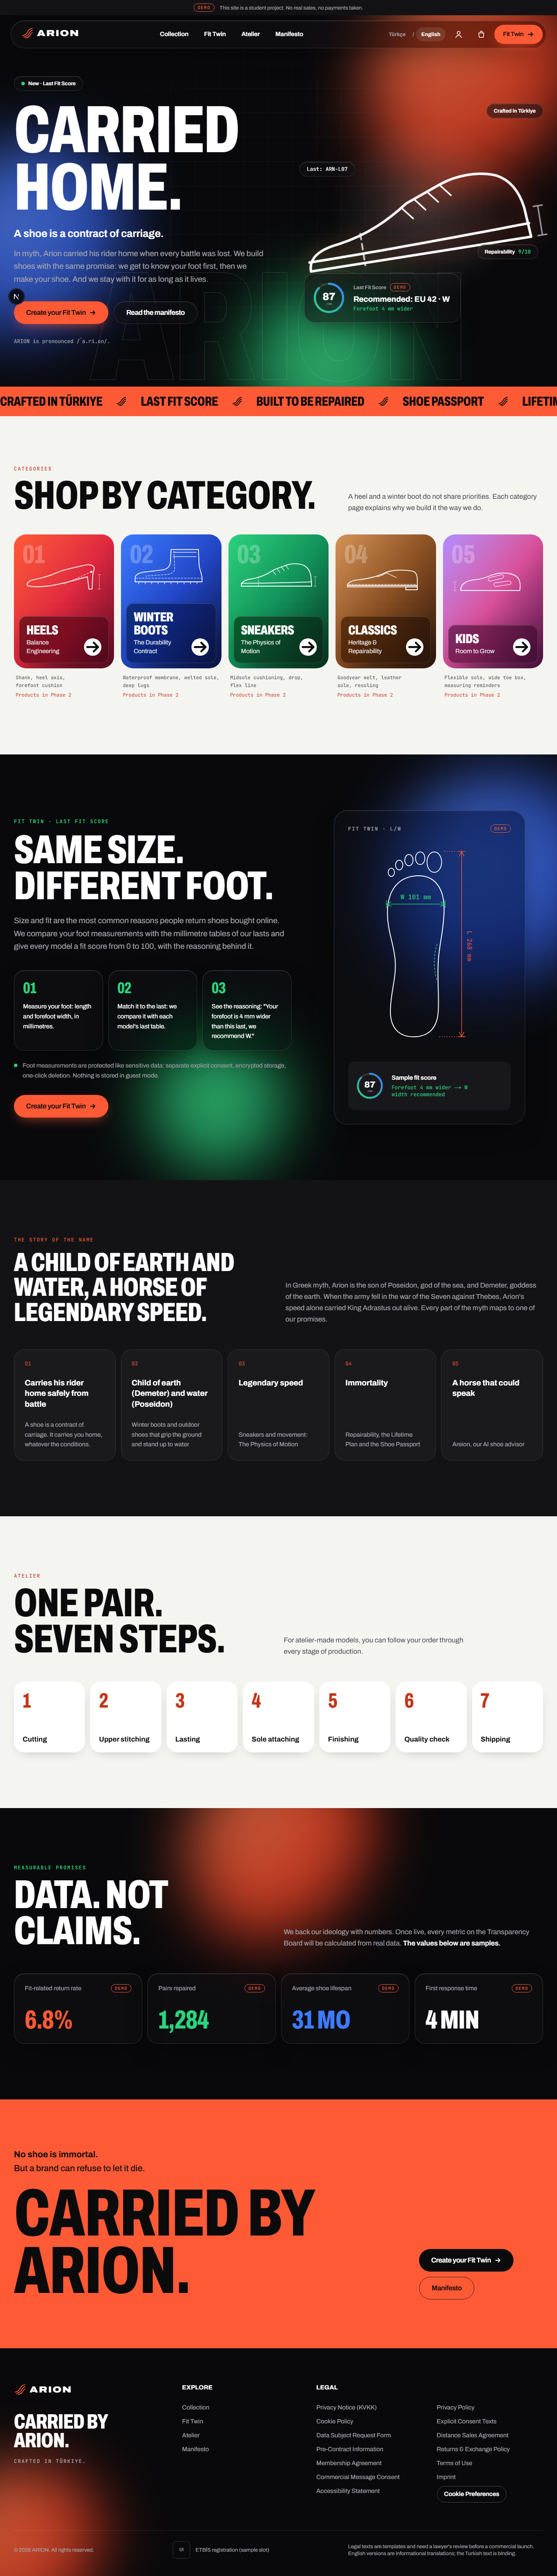 DEMO This site is a student project. No real sales, no payments taken.
ARION
Collection Fit Twin Atelier Manifesto
Türkçe / English
Fit Twin →
New · Last Fit Score
Crafted in Türkiye
CARRIED
HOME.
Last: ARN-L07
A shoe is a contract of carriage.
In myth, Arion carried his rider home when every battle was lost. We build
shoes with the same promise: we get to know your foot first, then we
make your shoe. And we stay with it for as long as it lives.
Repairability 9/10
ARION
87
Last Fit Score DEMO
Recommended: EU 42 · W
Forefoot 4 mm wider
N
Create your Fit Twin →
Read the manifesto
CRAFTED IN TÜRKIYE LAST FIT SCORE BUILT TO BE REPAIRED SHOE PASSPORT LIFETIM
CATEGORIES
SHOP BY CATEGORY.
A heel and a winter boot do not share priorities. Each category
page explains why we build it the way we do.
01
HEELS
Balance
Engineering
Shank, heel axis,
forefoot cushion
Products in Phase 2
02
WINTER
BOOTS
The Durability
Contract
Waterproof membrane, welted sole,
deep lugs
Products in Phase 2
03
SNEAKERS
The Physics of
Motion
Midsole cushioning, drop,
flex line
Products in Phase 2
04
CLASSICS
Heritage &
Repairability
Goodyear welt, leather
sole, resoling
Products in Phase 2
05
KIDS
Room to Grow
Flexible sole, wide toe box,
measuring reminders
Products in Phase 2
FIT TWIN · LAST FIT SCORE
SAME SIZE.
DIFFERENT FOOT.
Size and fit are the most common reasons people return shoes bought online.
We compare your foot measurements with the millimetre tables of our lasts and
give every model a fit score from 0 to 100, with the reasoning behind it.
01
Measure your foot: length
and forefoot width, in
millimetres.
02
Match it to the last: we
compare it with each
model's last table.
03
See the reasoning: "Your
forefoot is 4 mm wider
than this last, we
recommend W."
Foot measurements are protected like sensitive data: separate explicit consent, encrypted storage,
one-click deletion. Nothing is stored in guest mode.
Create your Fit Twin →
FIT TWIN · L/W
DEMO
W 101 mm
L 268 mm
87
Sample fit score
Forefoot 4 mm wider → W
width recommended
THE STORY OF THE NAME
A CHILD OF EARTH AND
WATER, A HORSE OF
LEGENDARY SPEED.
In Greek myth, Arion is the son of Poseidon, god of the sea, and Demeter, goddess
of the earth. When the army fell in the war of the Seven against Thebes, Arion's
speed alone carried King Adrastus out alive. Every part of the myth maps to one of
our promises.
01
Carries his rider
home safely from
battle
A shoe is a contract of
carriage. It carries you home,
whatever the conditions.
02
Child of earth
(Demeter) and water
(Poseidon)
Winter boots and outdoor
shoes that grip the ground
and stand up to water
03
Legendary speed
Sneakers and movement:
The Physics of Motion
04
Immortality
Repairability, the Lifetime
Plan and the Shoe Passport
05
A horse that could
speak
Areion, our AI shoe advisor
ATELIER
ONE PAIR.
SEVEN STEPS.
For atelier-made models, you can follow your order through
every stage of production.
1
Cutting
2
Upper stitching
3
Lasting
4
Sole attaching
5
Finishing
6
Quality check
7
Shipping
MEASURABLE PROMISES
DATA. NOT
CLAIMS.
We back our ideology with numbers. Once live, every metric on the Transparency
Board will be calculated from real data. The values below are samples.
Fit-related return rate DEMO
6.8%
Pairs repaired DEMO
1,284
Average shoe lifespan DEMO
31 MO
First response time DEMO
4 MIN
No shoe is immortal.
But a brand can refuse to let it die.
CARRIED BY
ARION.
Create your Fit Twin →
Manifesto
ARION
CARRIED BY
ARION.
CRAFTED IN TÜRKIYE.
EXPLORE
Collection
Fit Twin
Atelier
Manifesto
LEGAL
Privacy Notice (KVKK)
Cookie Policy
Data Subject Request Form
Pre-Contract Information
Membership Agreement
Commercial Message Consent
Accessibility Statement
Privacy Policy
Explicit Consent Texts
Distance Sales Agreement
Returns & Exchange Policy
Terms of Use
Imprint
Cookie Preferences
ARION. All rights reserved.
ETBİS registration (sample slot)
Legal texts are templates and need a lawyer's review before a commercial launch.
English versions are informational translations; the Turkish text is binding.